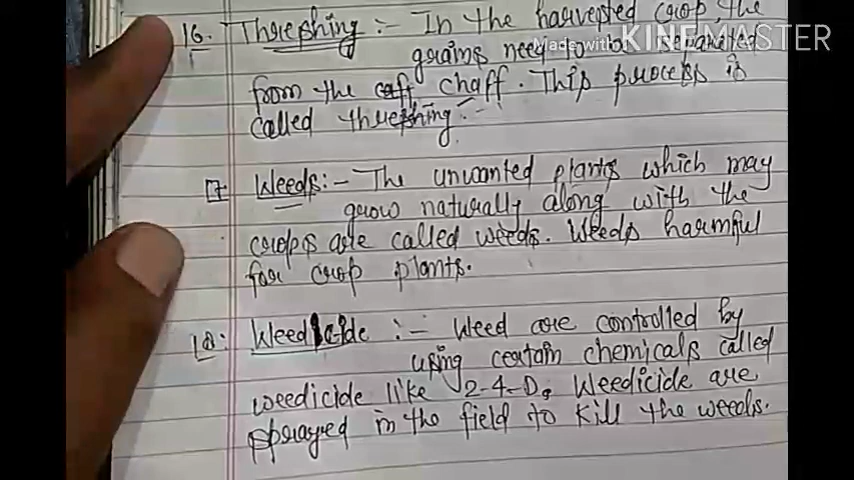 16. Threshing :- In the harvested crop, the
grains need to be separated
from the chaff. This process is
called threshing.
Made with KINEMASTER
17 Weeds:- The unwanted plants which may
grow naturally along with the
crops are called weeds. Weeds harmful
for crop plants.
18: Weedicide :- Weed are controlled by
using certain chemicals called
weedicide like 2-4-D. Weedicide are
sprayed in the field to kill the weeds.